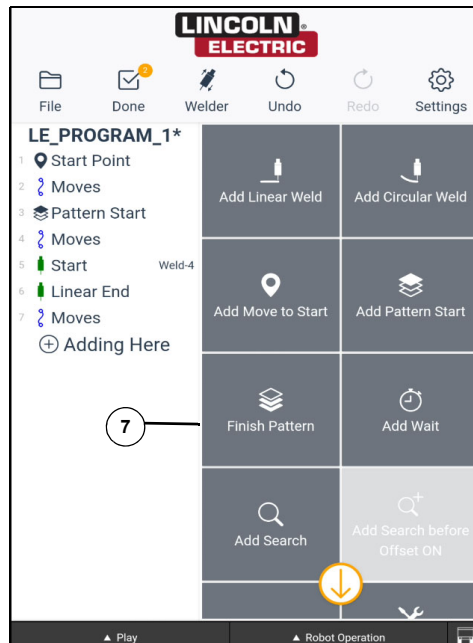 LINCOLN
ELECTRIC
2
File Done Welder Undo Redo Settings
LE_PROGRAM_1*
1 Start Point
2 Moves
3 Pattern Start
4 Moves
5 Start Weld-4
6 Linear End
7 Moves
Adding Here
Add Linear Weld
Add Circular Weld
Add Move to Start
Add Pattern Start
7
Finish Pattern
Add Wait
Add Search
Add Search before
Offset ON
▲ Play
▲ Robot Operation